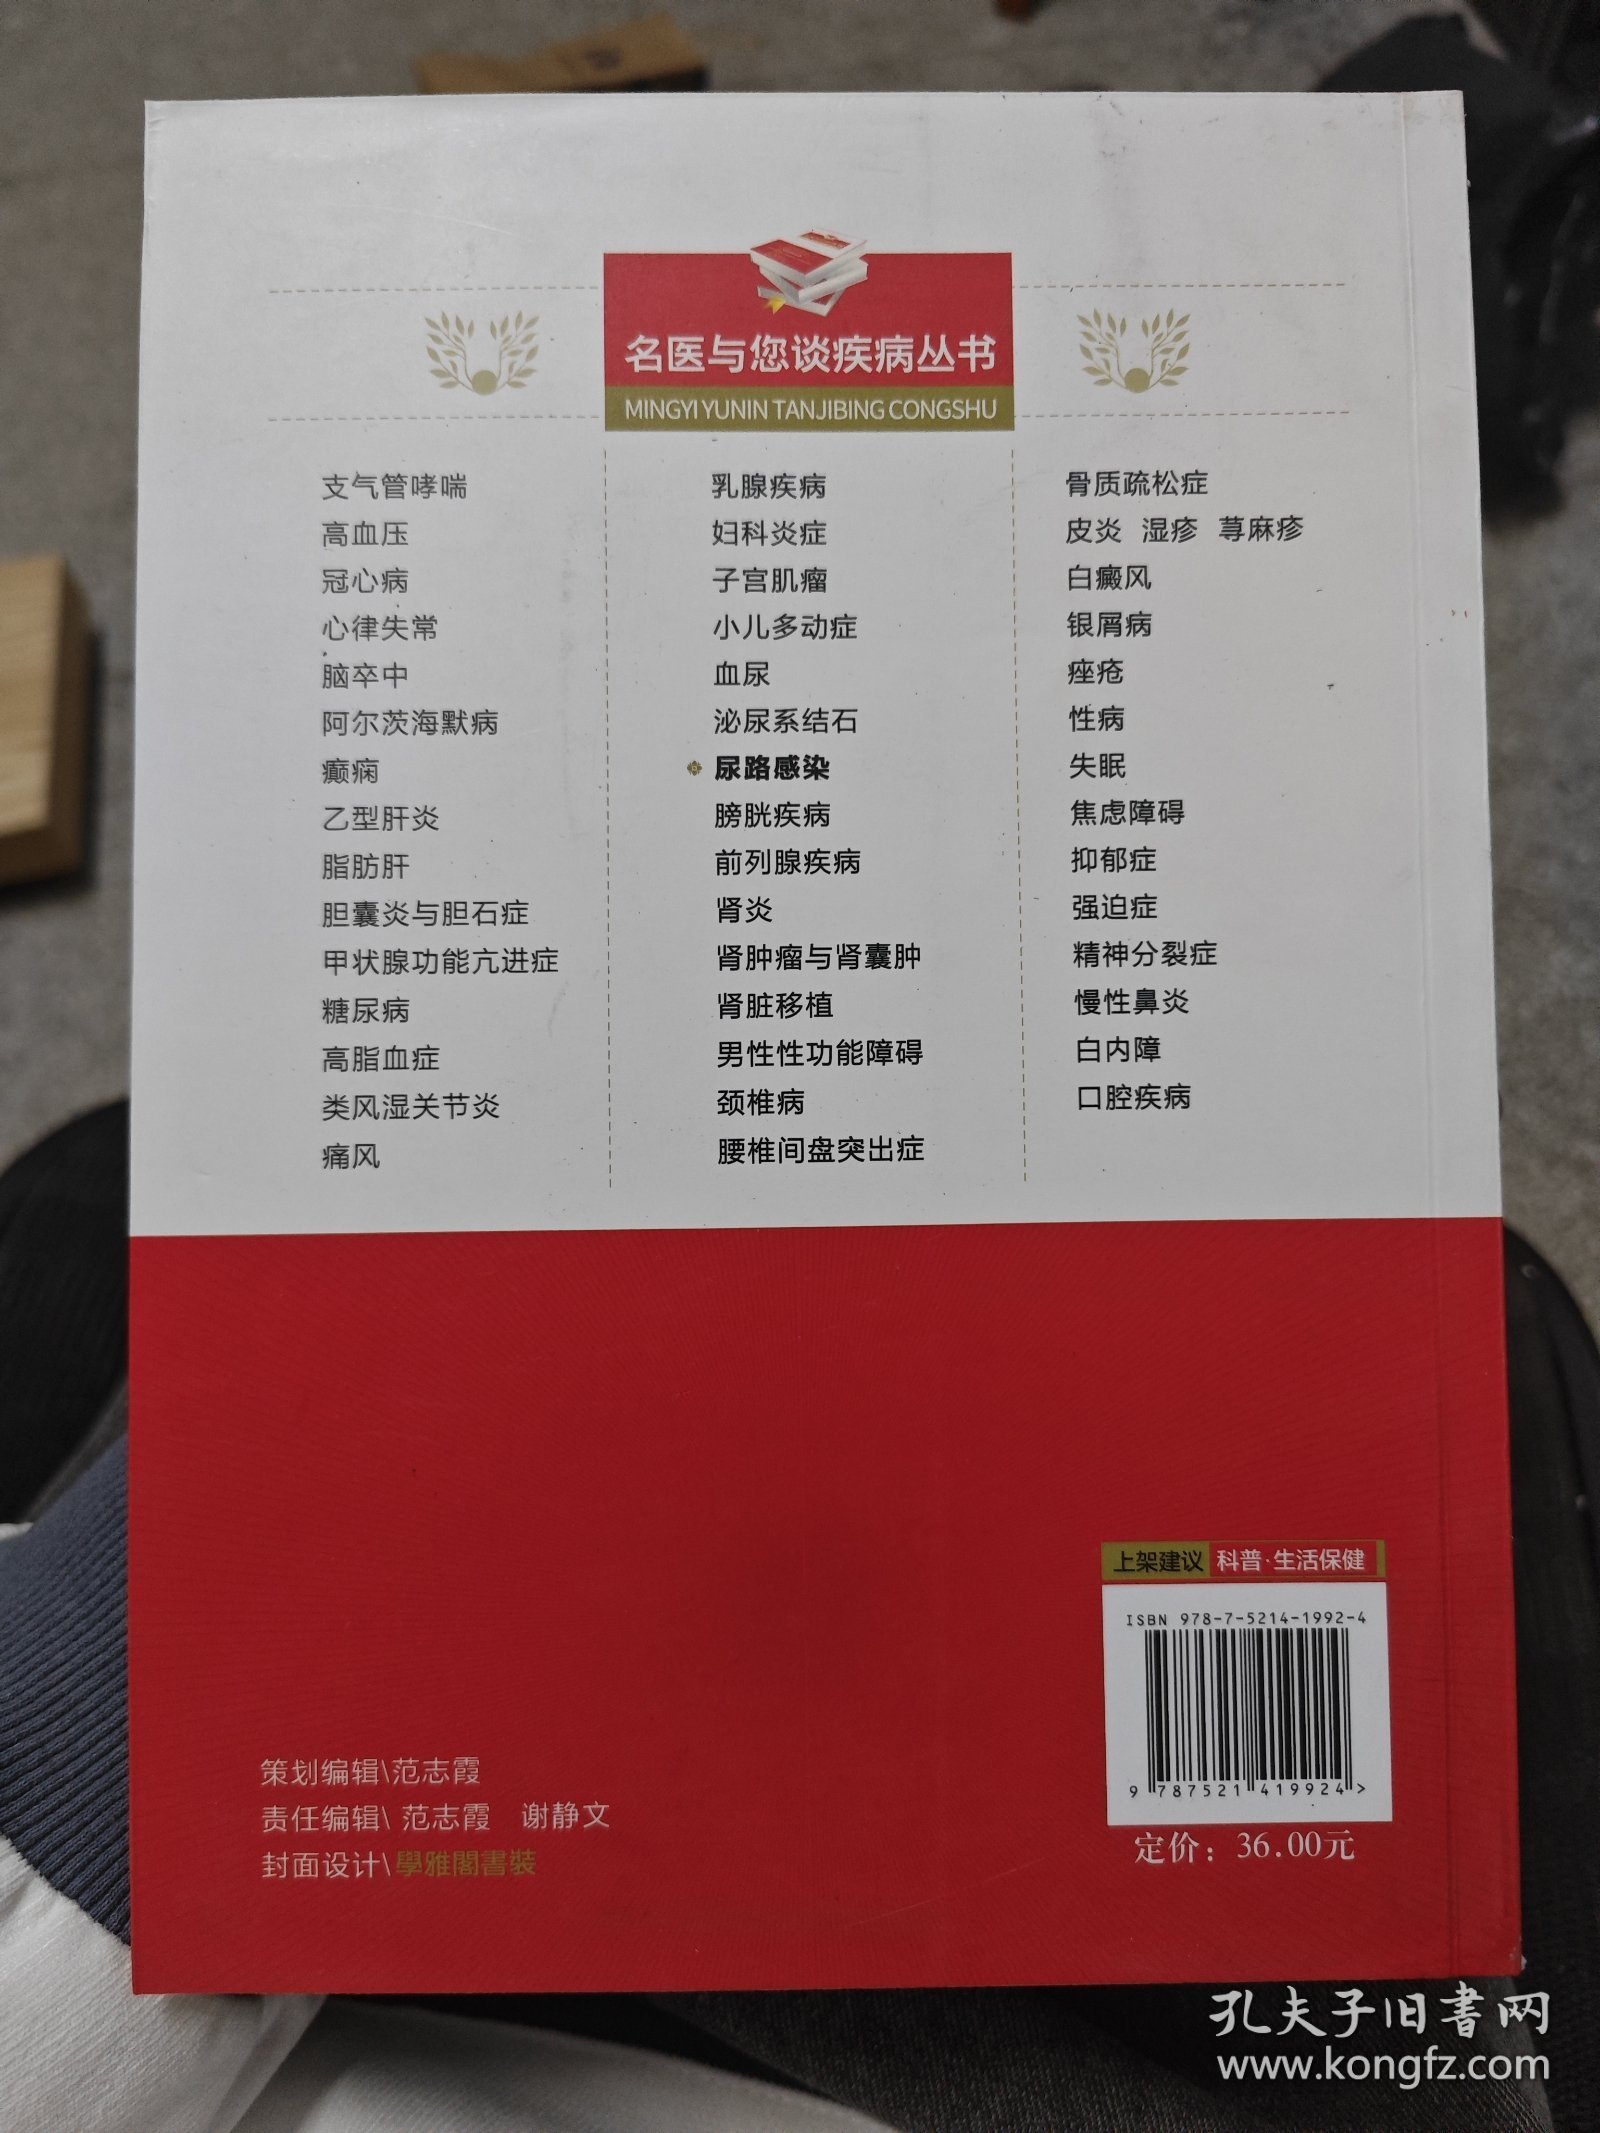 名医与您谈疾病丛书
MINGYI YUNIN TANJIBING CONGSHU
支气管哮喘
高血压
冠心病
心律失常
脑卒中
阿尔茨海默病
癫痫
乙型肝炎
脂肪肝
胆囊炎与胆石症
甲状腺功能亢进症
糖尿病
高脂血症
类风湿关节炎
痛风
乳腺疾病
妇科炎症
子宫肌瘤
小儿多动症
血尿
泌尿系结石
尿路感染
膀胱疾病
前列腺疾病
肾炎
肾肿瘤与肾囊肿
肾脏移植
男性性功能障碍
颈椎病
腰椎间盘突出症
骨质疏松症
皮炎 湿疹 荨麻疹
白癜风
银屑病
痤疮
性病
失眠
焦虑障碍
抑郁症
强迫症
精神分裂症
慢性鼻炎
白内障
口腔疾病
上架建议 科普·生活保健
ISBN 978-7-5214-1992-4
9 787521 419924 >
定价：36.00元
策划编辑\范志霞
责任编辑\ 范志霞 谢静文
封面设计\學雅閣書裝
孔夫子旧書网
www.kongfz.com